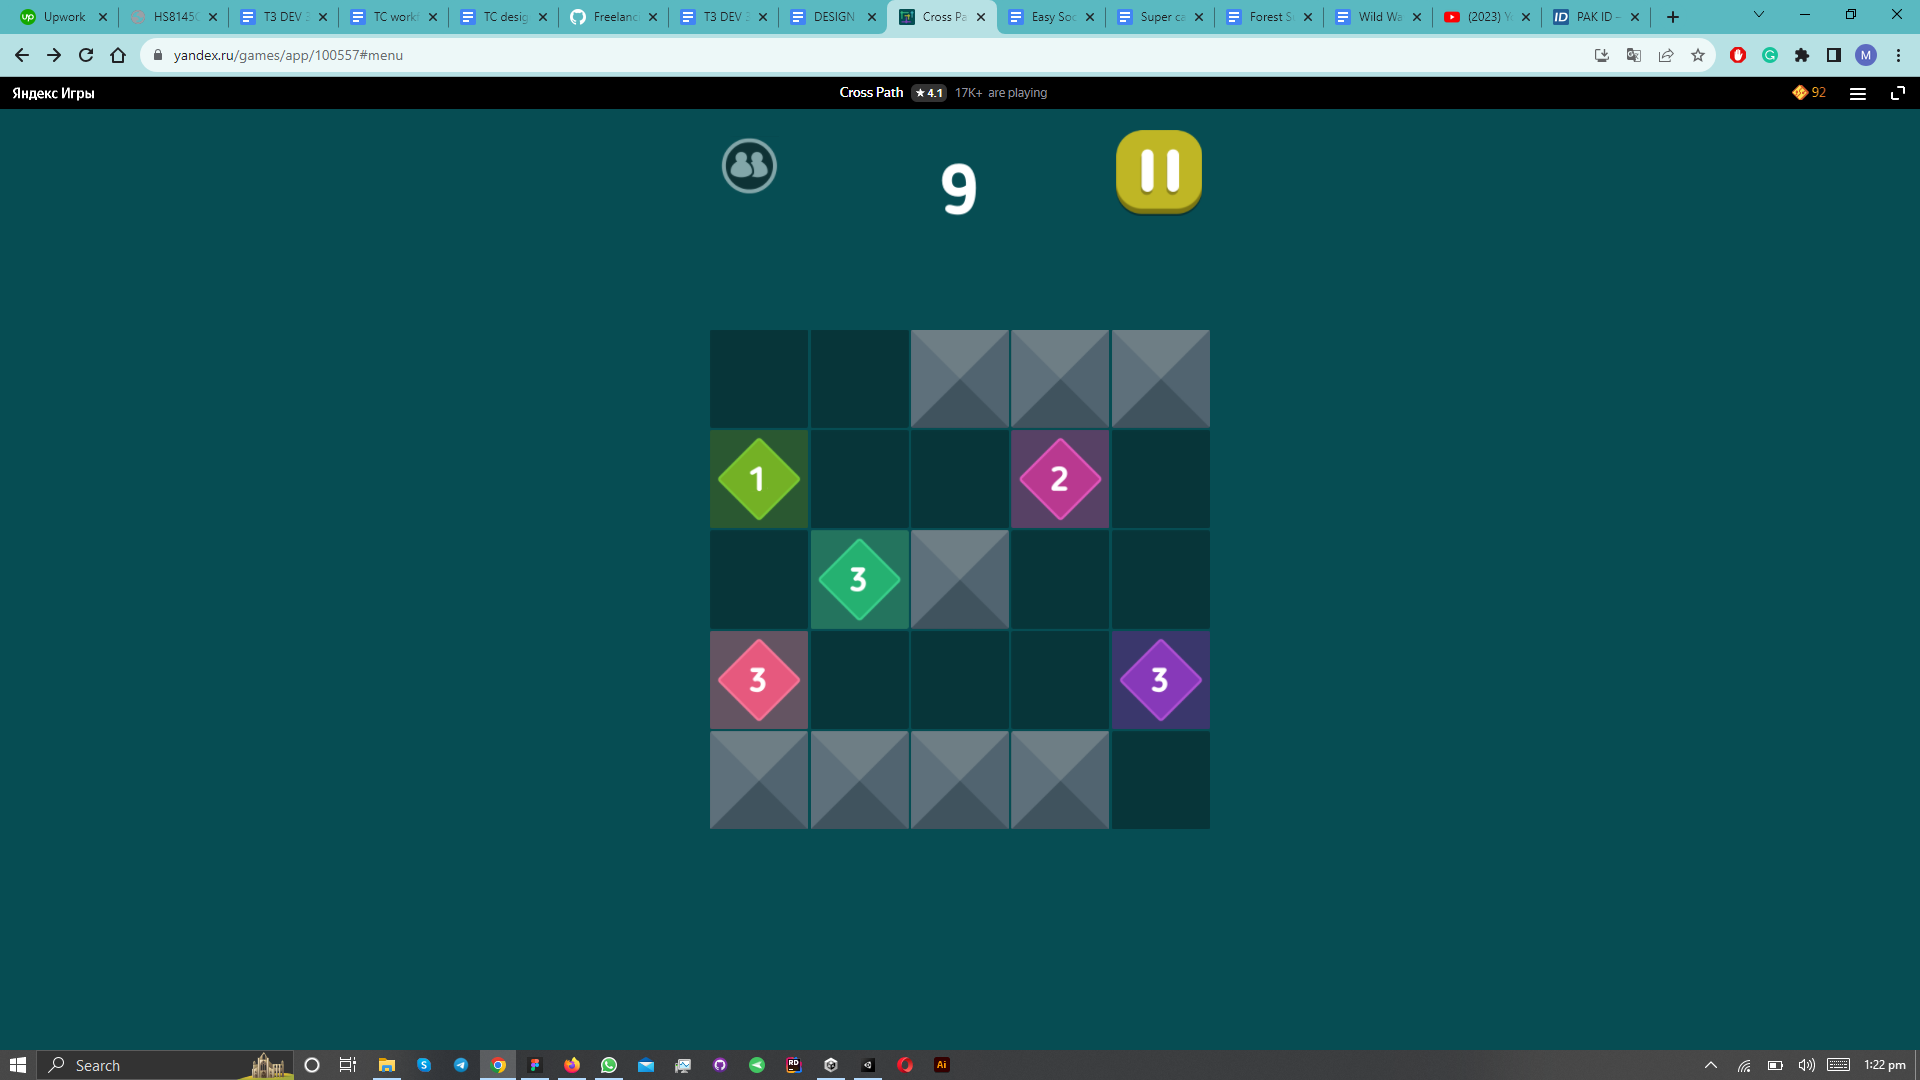 Upwork
HS8145C
T3 DEV
TC work
TC desig
Freelanc
T3 DEV
DESIGN
Cross Pa
Easy Soc
Super ca
Forest S
Wild Wa
(2023) Y
PAK ID -
yandex.ru/games/app/100557#menu
M
Яндекс Игры
Cross Path ★ 4.1 17K+ are playing
92
9
1
2
3
3
3
Search
1:22 pm